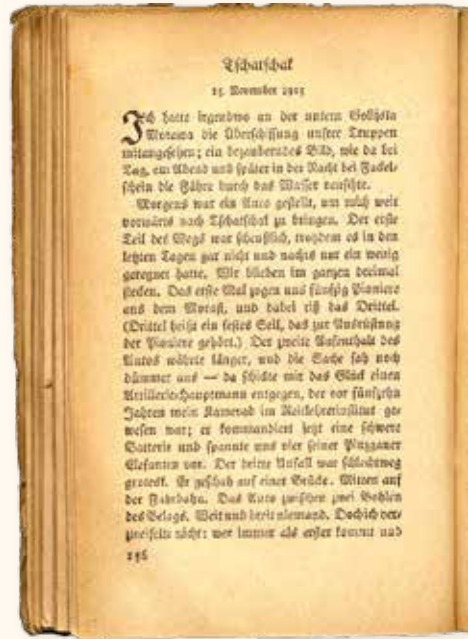 Tschatschak
15. November 1915
Ich hatte irgendwo an der untern Golijska
Morawa die Überschiffung unsrer Truppen
mitangesehen; ein bezauberndes Bild, wie da bei
Tag, am Abend und später in der Nacht bei Fackel-
schein die Fähre durch das Wasser rauschte.
Morgens war ein Auto gestellt, um mich weit
vorwärts nach Tschatschak zu bringen. Der erste
Teil des Wegs war scheußlich, trotzdem es in den
letzten Tagen gar nicht und nachts nur ein wenig
geregnet hatte. Wir blieben im ganzen dreimal
stecken. Das erste Mal zogen uns fünfzig Pioniere
aus dem Morast, und dabei riß das Drittel.
(Drittel heißt ein festes Seil, das zur Ausrüstung
der Pioniere gehört.) Der zweite Aufenthalt des
Autos währte länger, und die Sache sah noch
dümmer aus — da schickte mir das Glück einen
Artilleriehauptmann entgegen, der vor fünfzehn
Jahren mein Kamerad im Reitlehrerinstitut ge-
wesen war; er kommandiert jetzt eine schwere
Batterie und spannte uns vier seiner Pinzgauer
Elefanten vor. Der dritte Unfall war schlechtweg
grotesk. Er geschah auf einer Brücke. Mitten auf
der Fahrbahn. Das Auto zwischen zwei Bohlen
des Belags. Weit und breit niemand. Doch ich ver-
zweifelte nicht: wer immer als erster kommt und
156